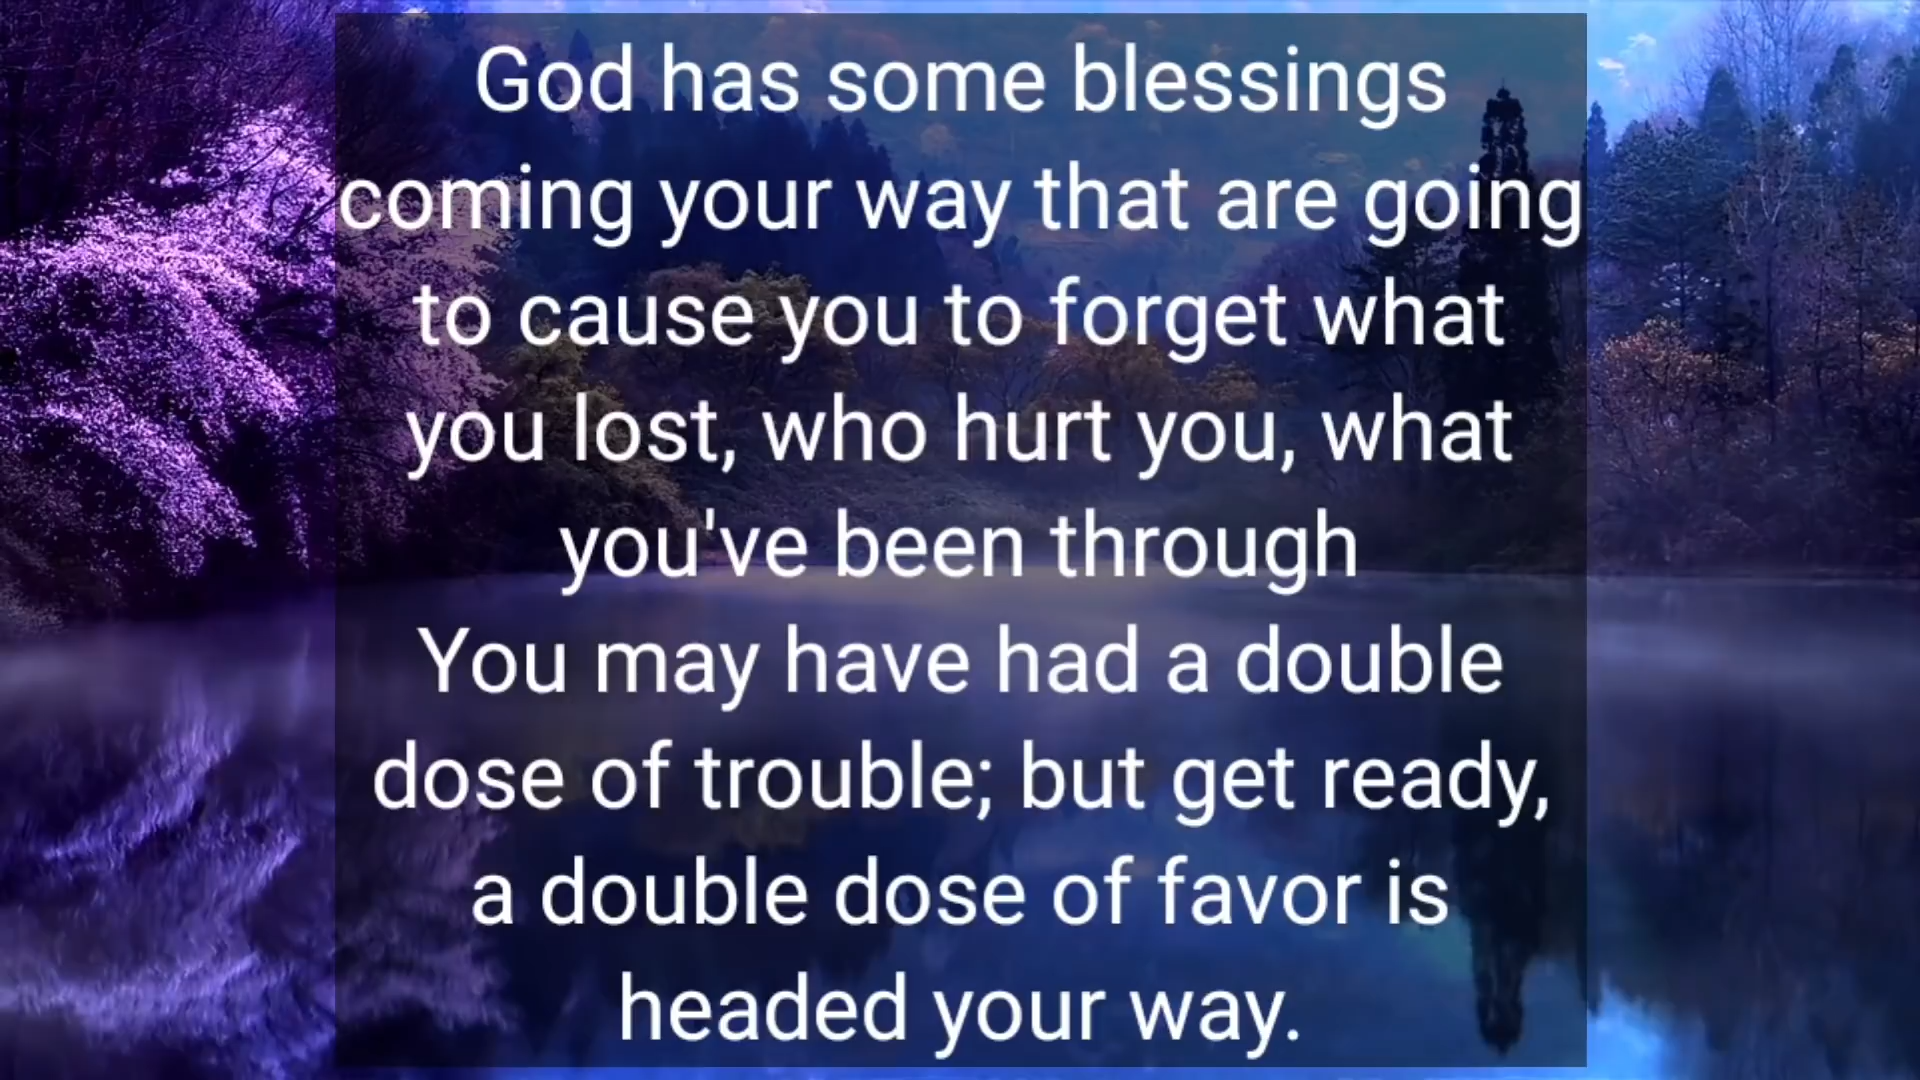 God has some blessings
coming your way that are going
to cause you to forget what
you lost, who hurt you, what
you've been through
You may have had a double
dose of trouble; but get ready,
a double dose of favor is
headed your way.